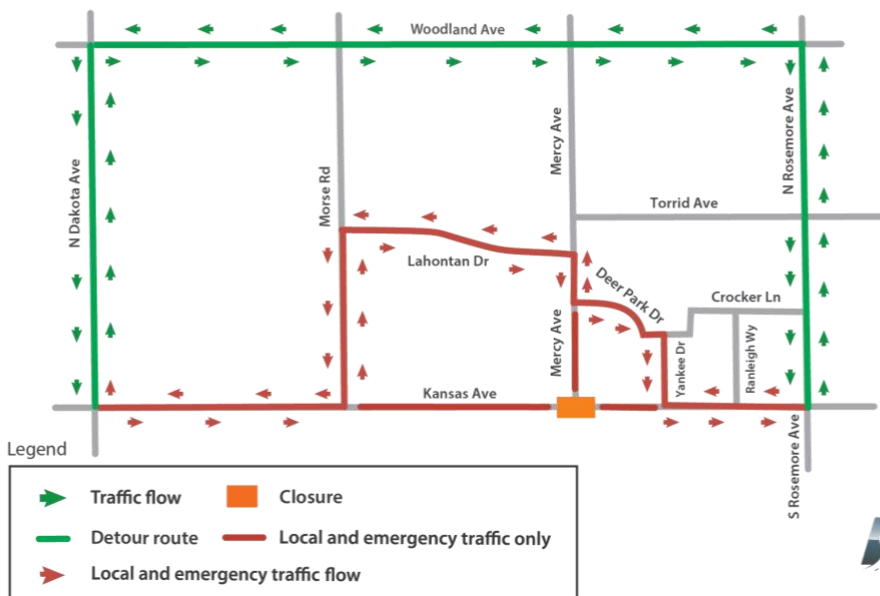 Woodland Ave
N Dakota Ave
Morse Rd
Mercy Ave
N Rosemore Ave
Torrid Ave
Lahontan Dr
Deer Park Dr
Crocker Ln
Mercy Ave
Yankee Dr
Ranleigh Wy
Kansas Ave
S Rosemore Ave
Legend
Traffic flow
Closure
Detour route
Local and emergency traffic only
Local and emergency traffic flow